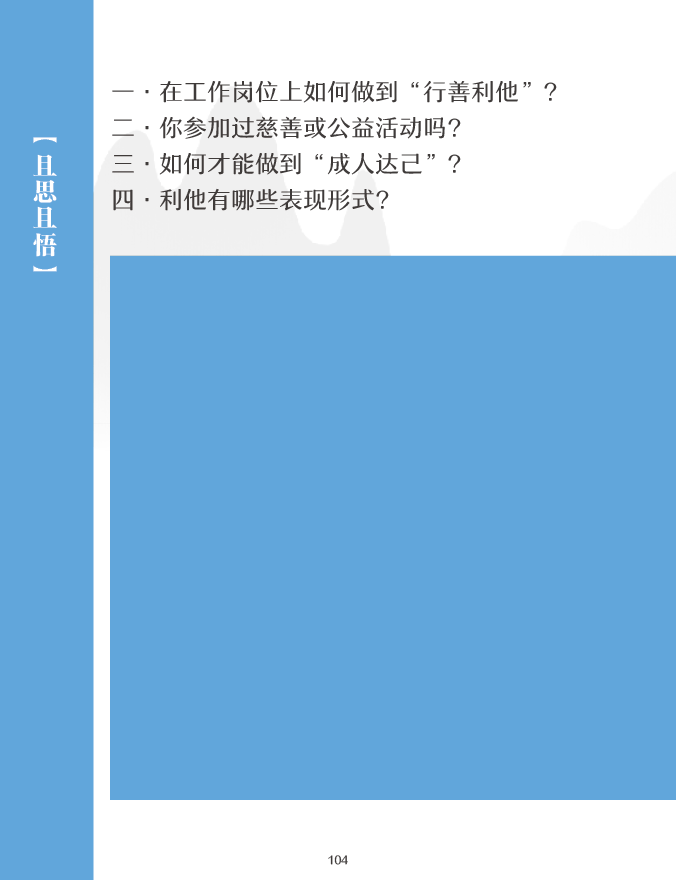 【且思且悟】
一·在工作岗位上如何做到“行善利他”？
二·你参加过慈善或公益活动吗？
三·如何才能做到“成人达己”？
四·利他有哪些表现形式？
104